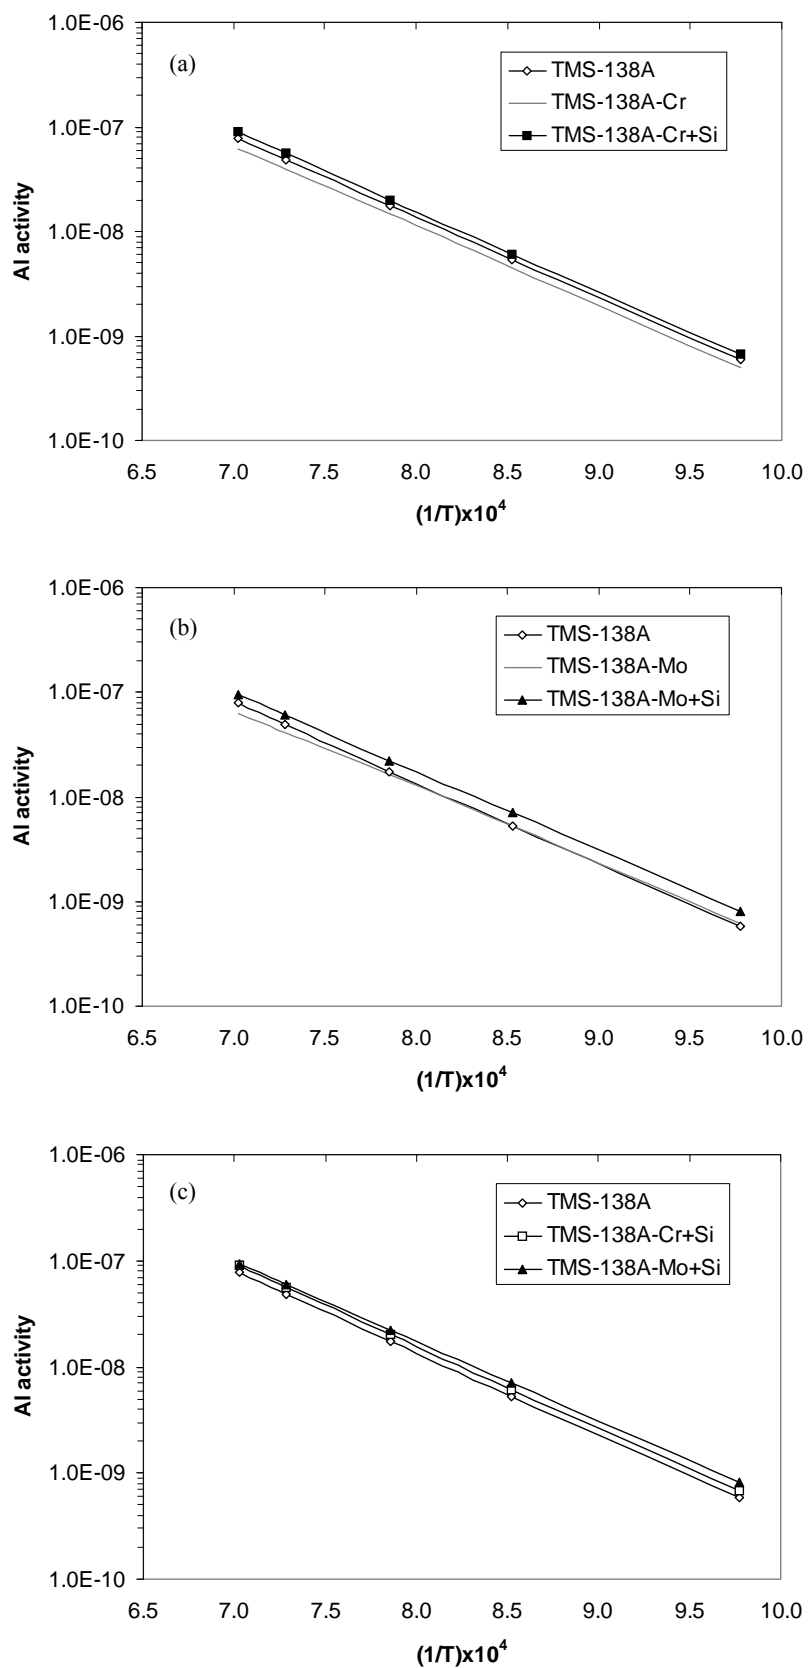 1.0E-06
(a)
TMS-138A
TMS-138A-Cr
TMS-138A-Cr+Si
1.0E-07
1.0E-08
1.0E-09
1.0E-10
Al activity
6.5 7.0 7.5 8.0 8.5 9.0 9.5 10.0
(1/T)x10⁴
1.0E-06
(b)
TMS-138A
TMS-138A-Mo
TMS-138A-Mo+Si
1.0E-07
1.0E-08
1.0E-09
1.0E-10
Al activity
6.5 7.0 7.5 8.0 8.5 9.0 9.5 10.0
(1/T)x10⁴
1.0E-06
(c)
TMS-138A
TMS-138A-Cr+Si
TMS-138A-Mo+Si
1.0E-07
1.0E-08
1.0E-09
1.0E-10
Al activity
6.5 7.0 7.5 8.0 8.5 9.0 9.5 10.0
(1/T)x10⁴